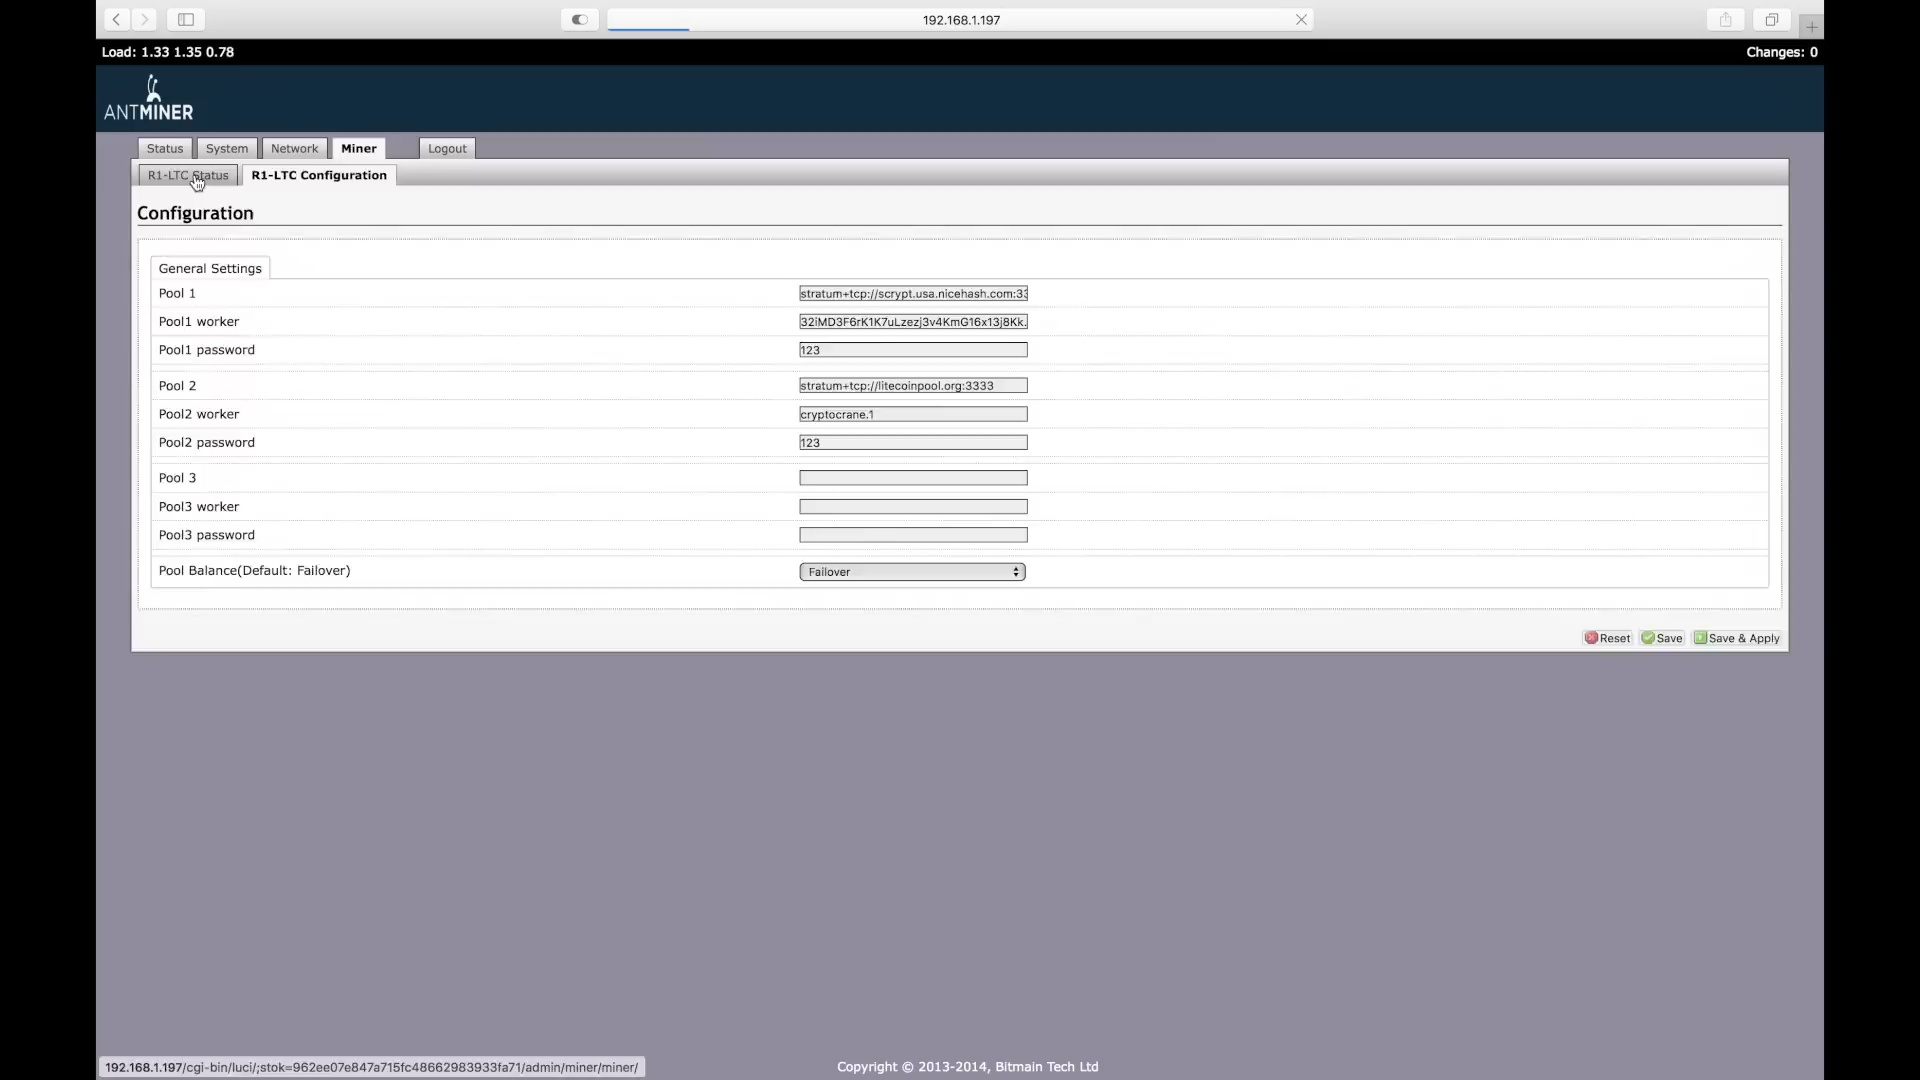 192.168.1.197
Load: 1.33 1.35 0.78
Changes: 0
ANTMINER
Status
System
Network
Miner
Logout
R1-LTC Status
R1-LTC Configuration
Configuration
General Settings
Pool 1
stratum+tcp://scrypt.usa.nicehash.com:33
Pool1 worker
32iMD3F6rK1K7uLzezj3v4KmG16x13j8Kk.
Pool1 password
123
Pool 2
stratum+tcp://litecoinpool.org:3333
Pool2 worker
cryptocrane.1
Pool2 password
123
Pool 3
Pool3 worker
Pool3 password
Pool Balance(Default: Failover)
Failover
Reset
Save
Save & Apply
192.168.1.197/cgi-bin/luci/;stok=962ee07e847a715fc48662983933fa71/admin/miner/miner/
Copyright © 2013-2014, Bitmain Tech Ltd